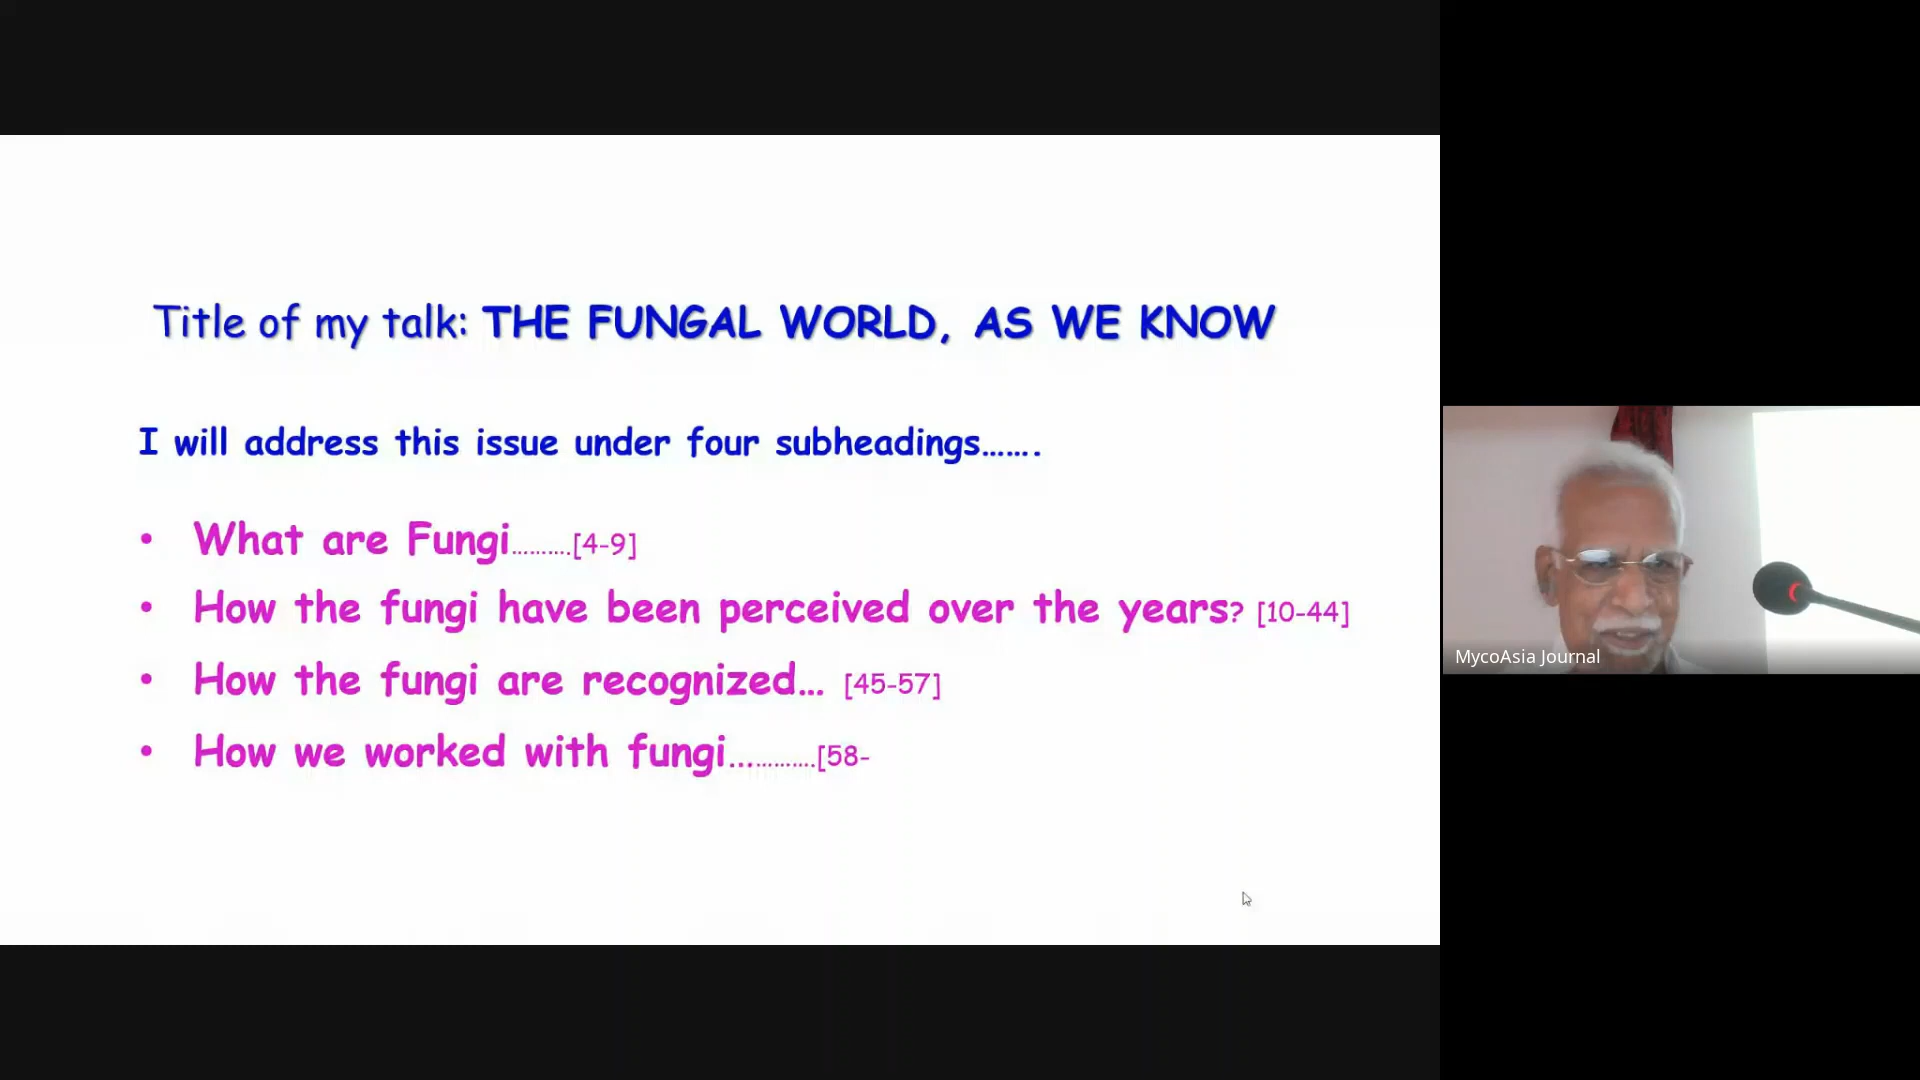 Title of my talk: THE FUNGAL WORLD, AS WE KNOW
I will address this issue under four subheadings…….
• What are Fungi……….[4-9]
• How the fungi have been perceived over the years? [10-44]
• How the fungi are recognized… [45-57]
• How we worked with fungi…………[58-
MycoAsia Journal